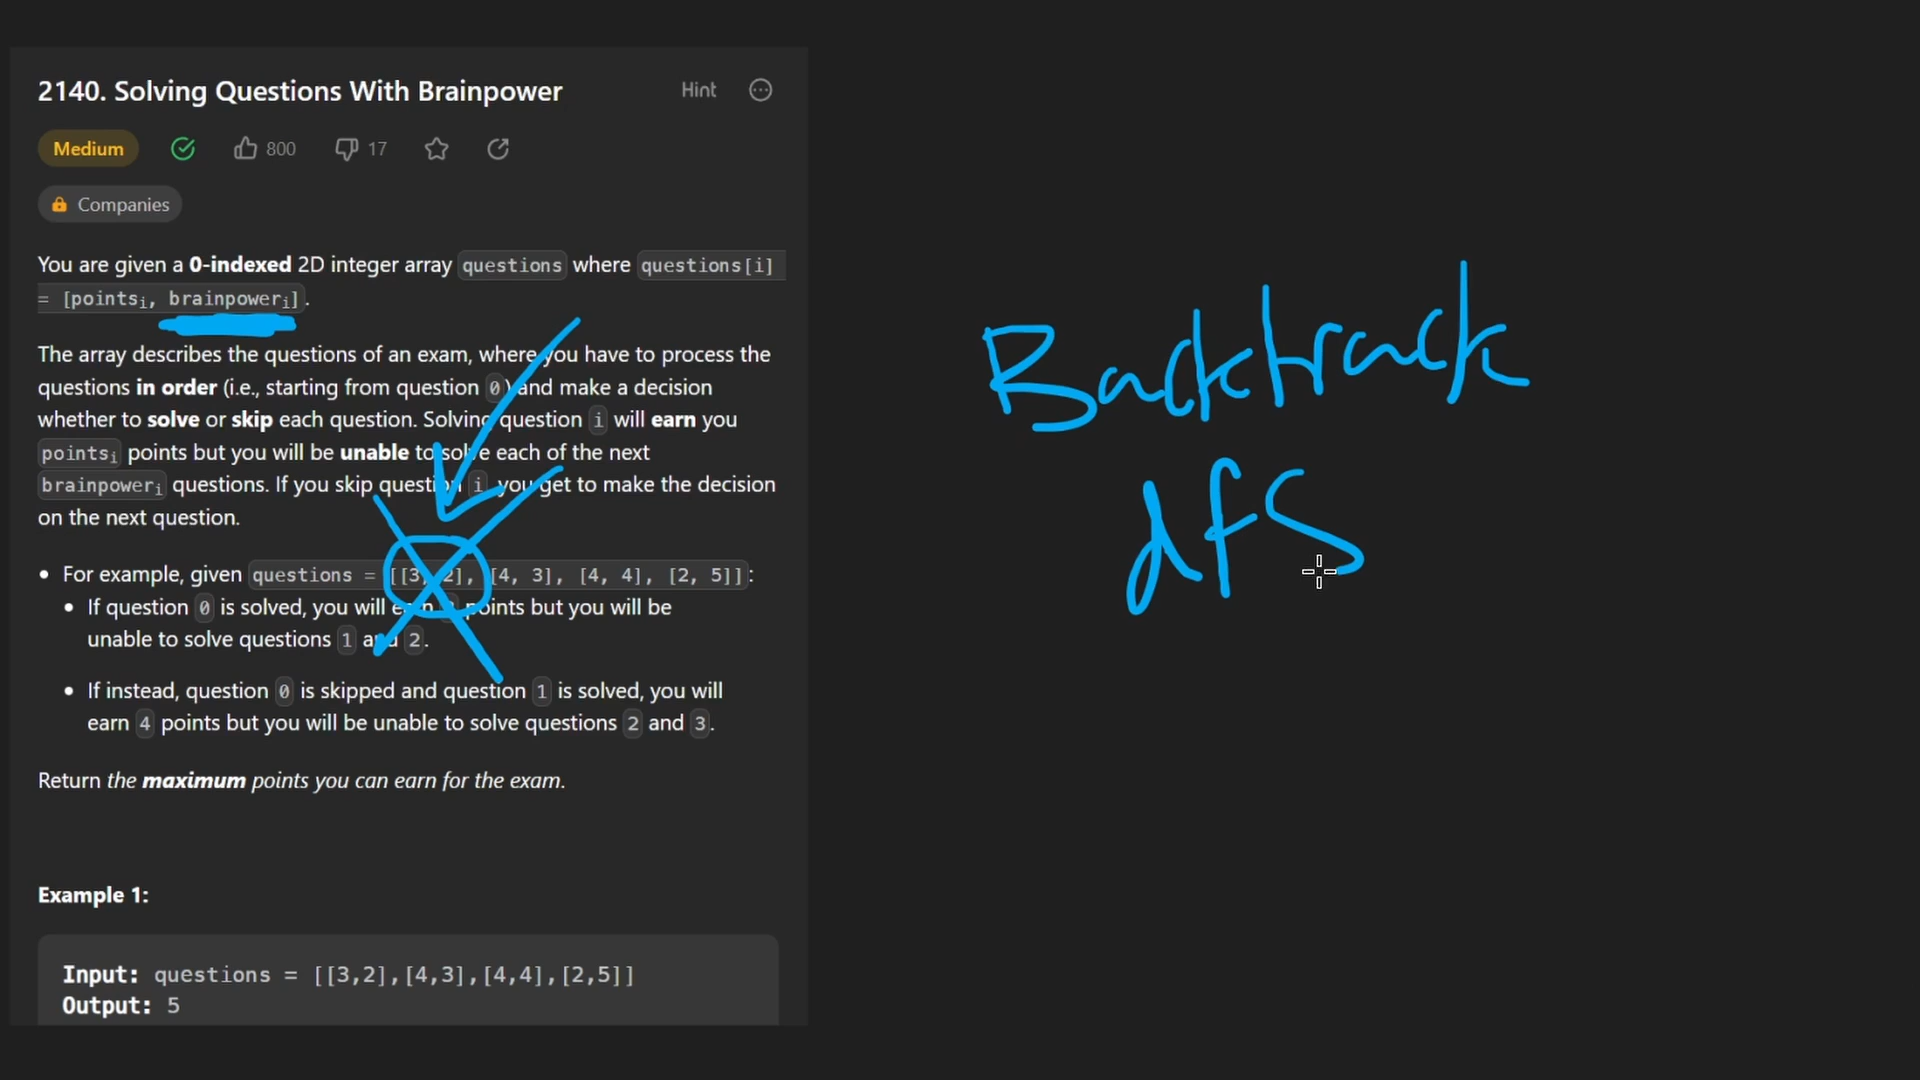 2140. Solving Questions With Brainpower
Hint
Medium
800
17
Companies
You are given a 0-indexed 2D integer array questions where questions[i]
= [pointsᵢ, brainpowerᵢ].
The array describes the questions of an exam, where you have to process the
questions in order (i.e., starting from question 0) and make a decision
whether to solve or skip each question. Solving question i will earn you
pointsᵢ points but you will be unable to solve each of the next
brainpowerᵢ questions. If you skip question i, you get to make the decision
on the next question.
For example, given questions = [[3, 2], [4, 3], [4, 4], [2, 5]]:
If question 0 is solved, you will earn 3 points but you will be
unable to solve questions 1 and 2.
If instead, question 0 is skipped and question 1 is solved, you will
earn 4 points but you will be unable to solve questions 2 and 3.
Return the maximum points you can earn for the exam.
Example 1:
Input: questions = [[3,2],[4,3],[4,4],[2,5]]
Output: 5
Backtrack
dfs